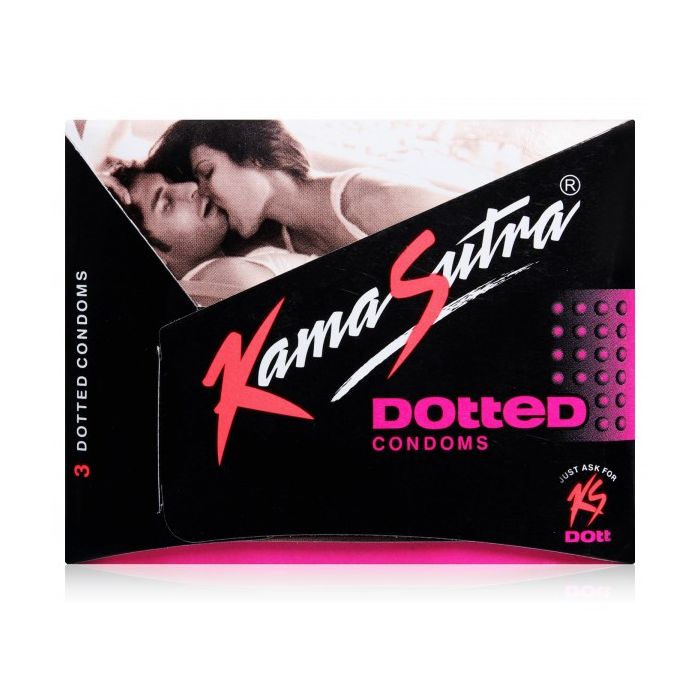 KamaSutra®
DOtteD
CONDOMS
3 DOTTED CONDOMS
JUST ASK FOR
KS
DOtt